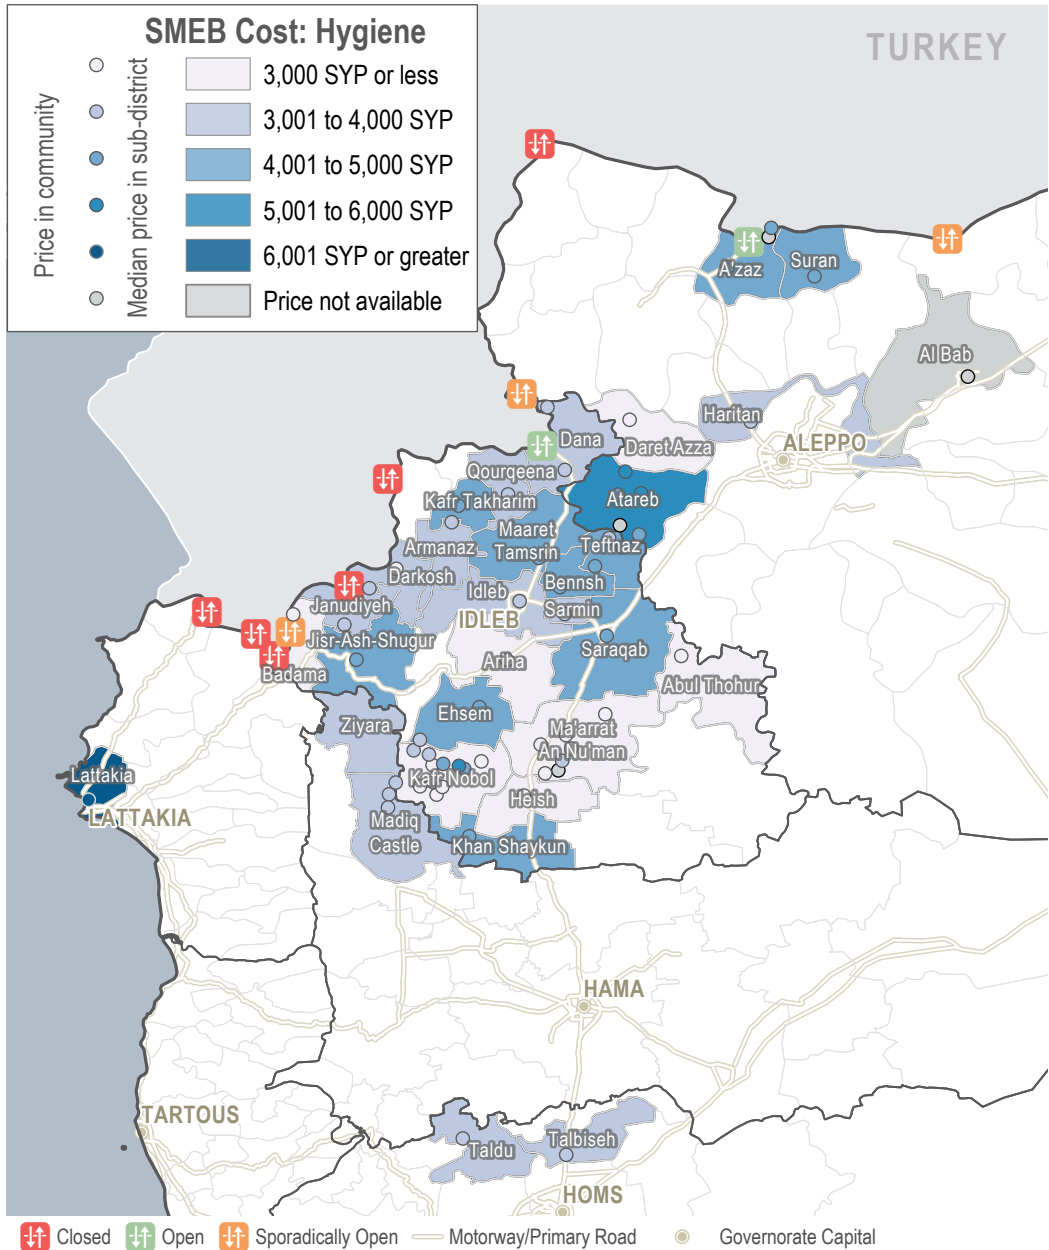 SMEB Cost: Hygiene
Price in community
Median price in sub-district
3,000 SYP or less
3,001 to 4,000 SYP
4,001 to 5,000 SYP
5,001 to 6,000 SYP
6,001 SYP or greater
Price not available
TURKEY
A'zaz
Suran
Al Bab
Haritan
ALEPPO
Dana
Daret Azza
Qourqeena
Atareb
Kafr Takharim
Maaret
Tamsrin
Teftnaz
Armanaz
Darkosh
Bennsh
Idleb
Janudiyeh
Sarmin
IDLEB
Jisr-Ash-Shugur
Saraqab
Ariha
Badama
Abul Thohur
Ziyara
Ehsem
Ma'arrat
An Nu'man
Lattakia
Kafr Nobol
Heish
LATTAKIA
Madiq
Castle
Khan Shaykun
HAMA
TARTOUS
Taldu
Talbiseh
HOMS
Closed
Open
Sporadically Open
Motorway/Primary Road
Governorate Capital